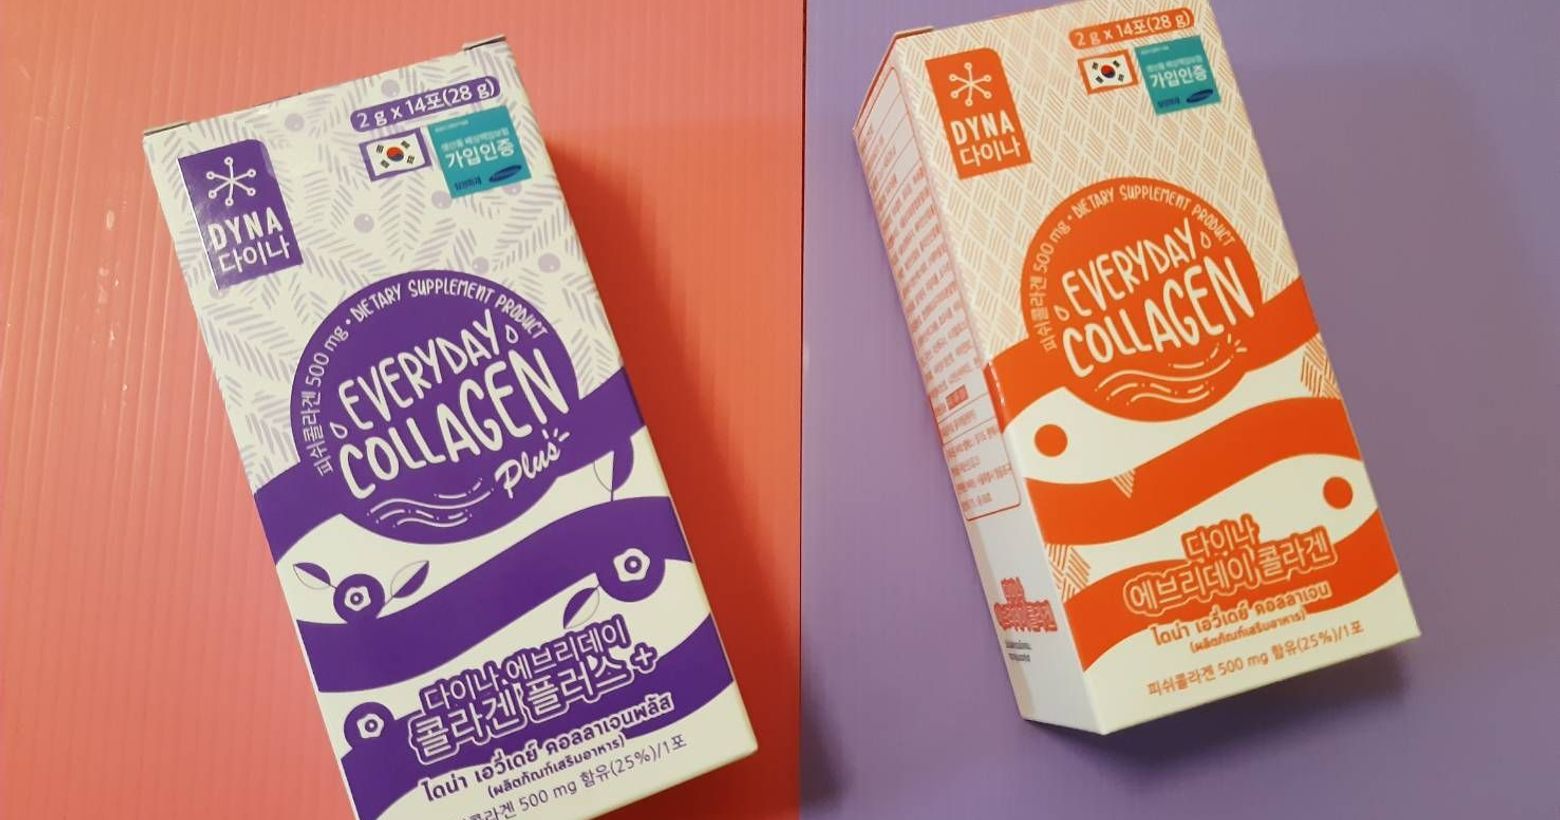 2 g x 14포(28 g)
가입인증
DYNA
다이나
피쉬콜라겐 500 mg • DIETARY SUPPLEMENT PRODUCT
EVERYDAY
COLLAGEN
Plus
다이나 에브리데이
콜라겐 플러스+
ไดน่า เอวี่เดย์ คอลลาเจนพลัส
(ผลิตภัณฑ์เสริมอาหาร)
콜라겐 500 mg 함유(25%)/1포
2 g x 14포(28 g)
가입인증
DYNA
다이나
피쉬콜라겐 500 mg • DIETARY SUPPLEMENT PRODUCT
EVERYDAY
COLLAGEN
다이나
에브리데이 콜라겐
ไดน่า เอวี่เดย์ คอลลาเจน
(ผลิตภัณฑ์เสริมอาหาร)
피쉬콜라겐 500 mg 함유(25%)/1포